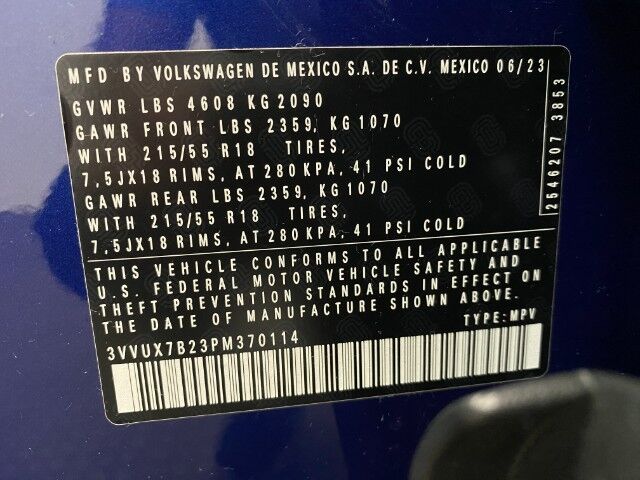 MFD BY VOLKSWAGEN DE MEXICO S.A. DE C.V. MEXICO 06/23
GVWR LBS 4608 KG 2090
GAWR FRONT LBS 2359, KG 1070
WITH 215/55 R18 TIRES,
7,5JX18 RIMS, AT 280 KPA, 41 PSI COLD
GAWR REAR LBS 2359, KG 1070
WITH 215/55 R18 TIRES,
7,5JX18 RIMS, AT 280 KPA, 41 PSI COLD
THIS VEHICLE CONFORMS TO ALL APPLICABLE
U.S. FEDERAL MOTOR VEHICLE SAFETY AND
THEFT PREVENTION STANDARDS IN EFFECT ON
THE DATE OF MANUFACTURE SHOWN ABOVE.
3VVUX7B23PM370114 TYPE: MPV
2546207 3853